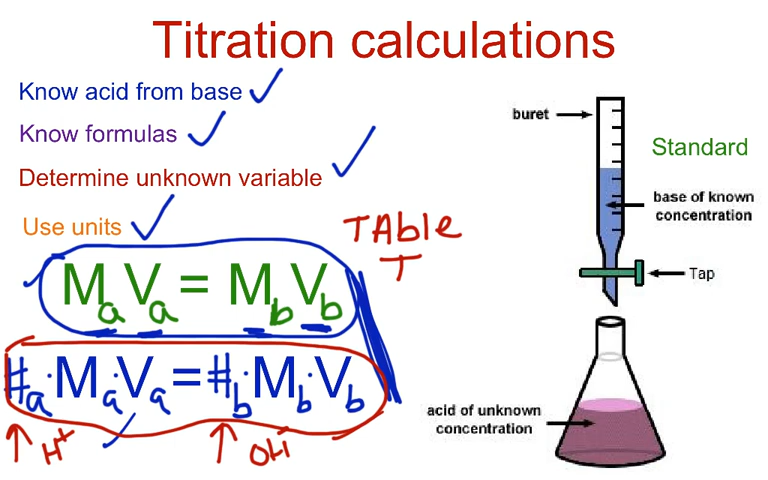 Titration calculations
Know acid from base
Know formulas
Determine unknown variable
Use units
TAble
T
MaVa = MbVb
#a·Ma·Va=#b·Mb·Vb
H+
OH-
buret
Standard
base of known
concentration
Tap
acid of unknown
concentration